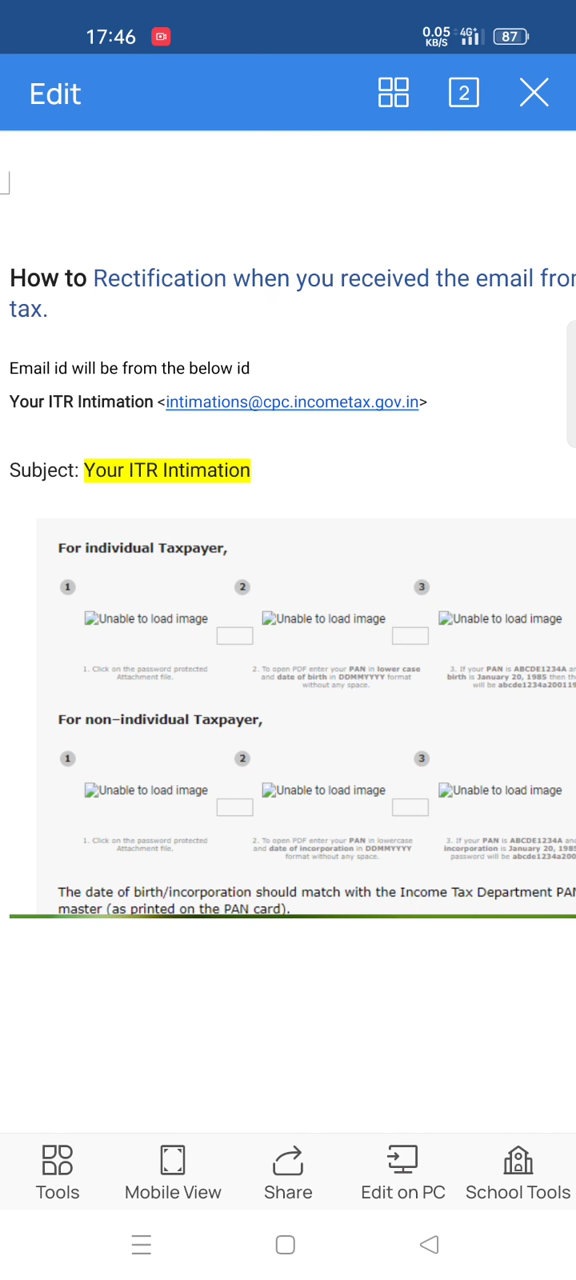 17:46
0.05 KB/S 4G+ 87
Edit
2
How to Rectification when you received the email from
tax.
Email id will be from the below id
Your ITR Intimation <intimations@cpc.incometax.gov.in>
Subject: Your ITR Intimation
For individual Taxpayer,
1 2 3
Unable to load image Unable to load image Unable to load image
1. Click on the password protected Attachment file.
2. To open PDF enter your PAN in lower case and date of birth in DDMMYYYY format without any space.
3. If your PAN is ABCDE1234A an
birth is January 20, 1985 then th
will be abcde1234a200119
For non-individual Taxpayer,
1 2 3
Unable to load image Unable to load image Unable to load image
1. Click on the password protected Attachment file.
2. To open PDF enter your PAN in lowercase and date of incorporation in DDMMYYYY format without any space.
3. If your PAN is ABCDE1234A and
incorporation is January 20, 1985
password will be abcde1234a200
The date of birth/incorporation should match with the Income Tax Department PAN
master (as printed on the PAN card).
Tools Mobile View Share Edit on PC School Tools